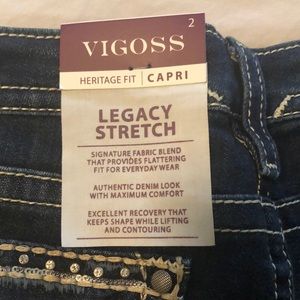 2
VIGOSS
HERITAGE FIT | CAPRI
LEGACY
STRETCH
SIGNATURE FABRIC BLEND
THAT PROVIDES FLATTERING
FIT FOR EVERYDAY WEAR
AUTHENTIC DENIM LOOK
WITH MAXIMUM COMFORT
EXCELLENT RECOVERY THAT
KEEPS SHAPE WHILE LIFTING
AND CONTOURING